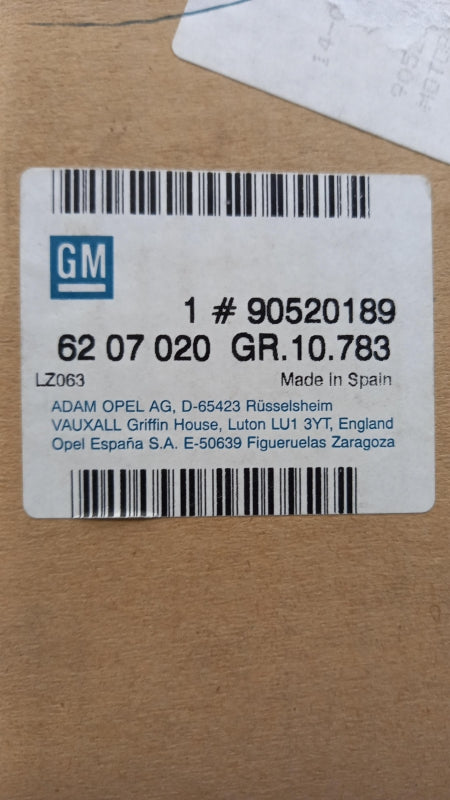 GM
1 # 90520189
62 07 020 GR.10.783
LZ063 Made in Spain
ADAM OPEL AG, D-65423 Rüsselsheim
VAUXALL Griffin House, Luton LU1 3YT, England
Opel España S.A. E-50639 Figueruelas Zaragoza